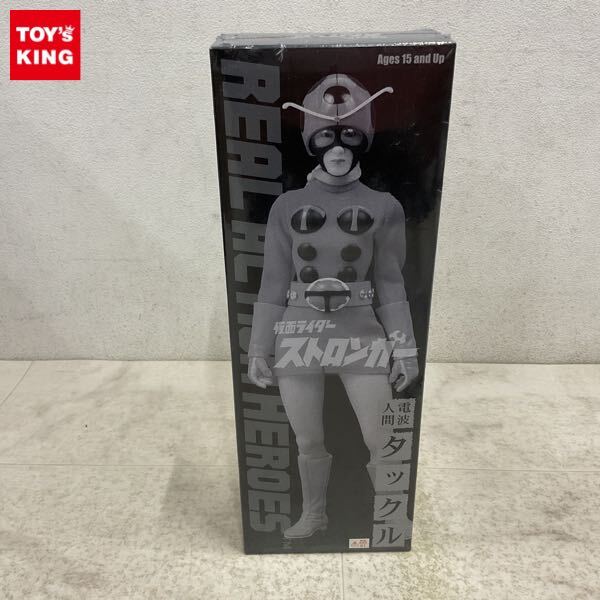 TOY's
KING
Ages 15 and Up
REAL ACTION HEROES
仮面ライダー
ストロンガー
電波
人間
タックル